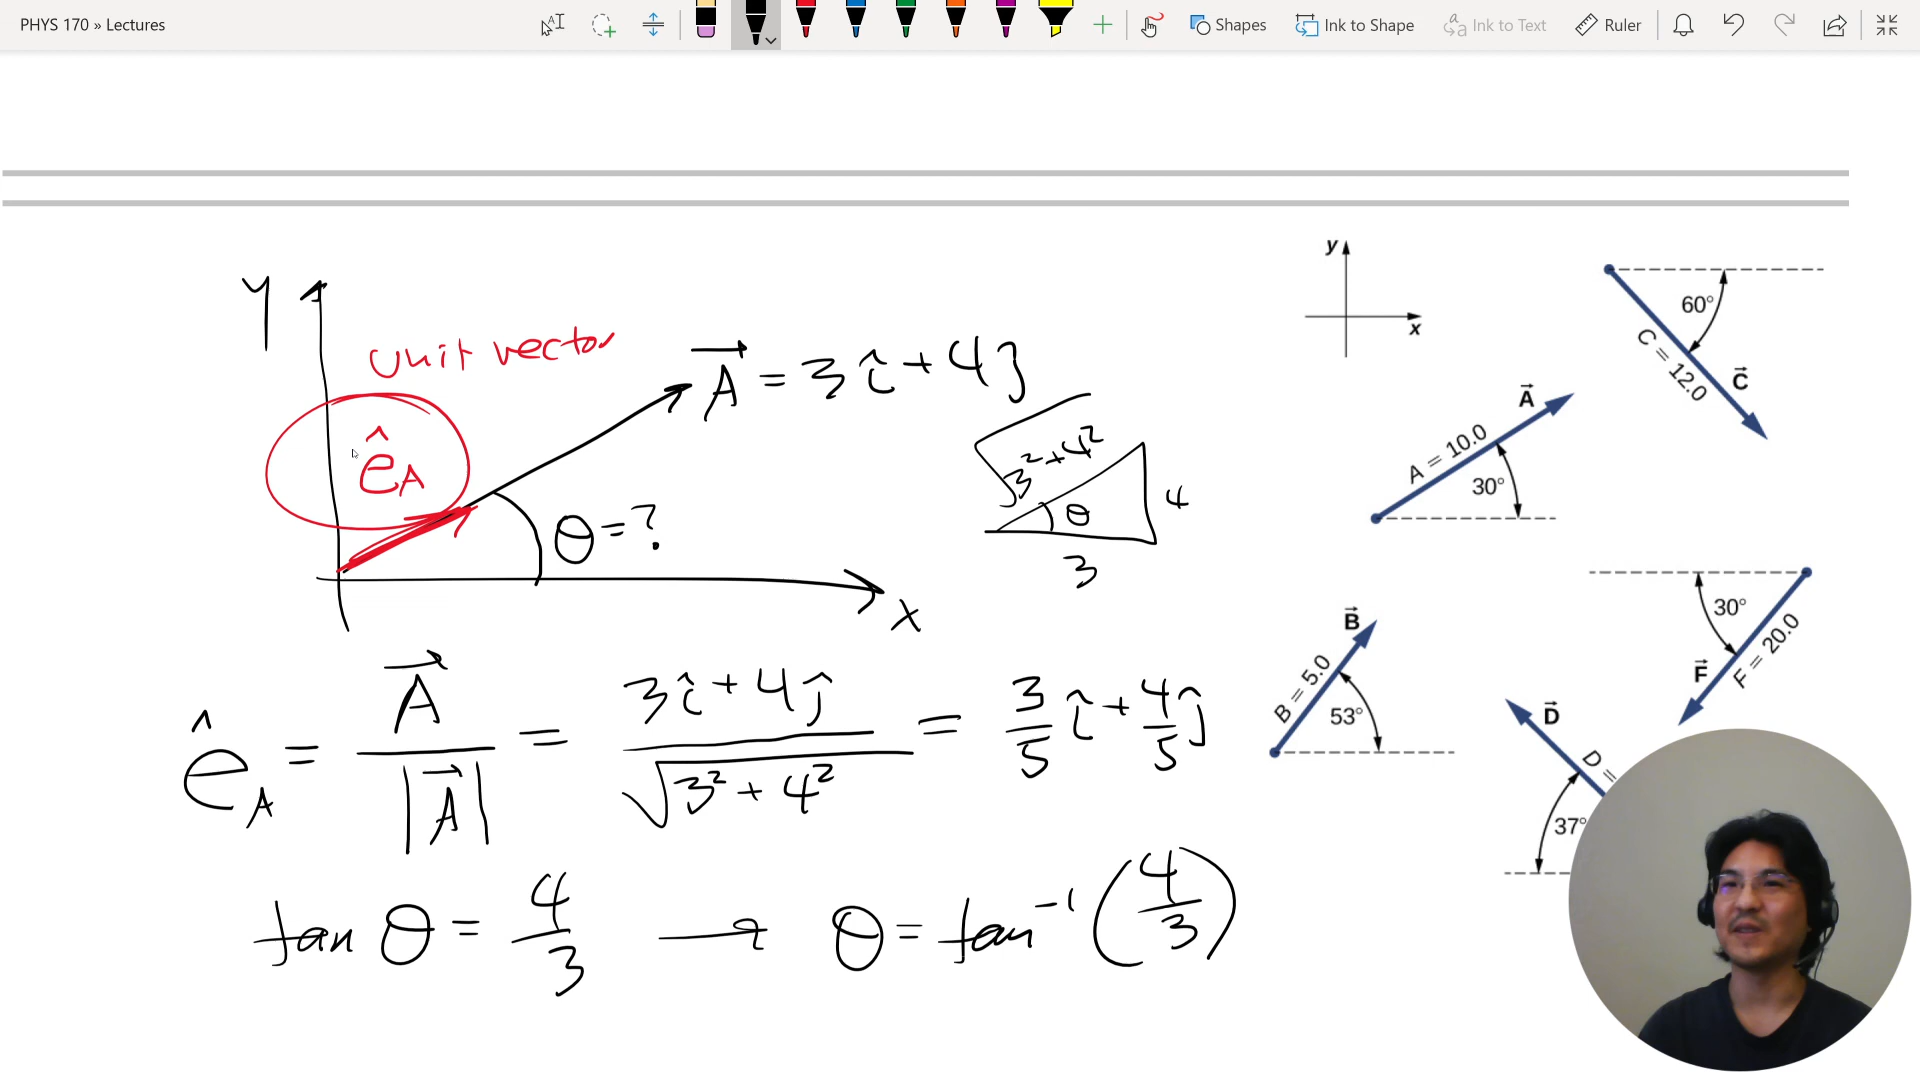 PHYS 170 » Lectures
Shapes
Ink to Shape
Ink to Text
Ruler
y
x
60°
C = 12.0
C⃗
A⃗
A = 10.0
30°
30°
F⃗
F = 20.0
B⃗
B = 5.0
53°
D⃗
D =
37°
Y
unit vector
A⃗ = 3î + 4ĵ
ê_A
θ = ?
√3² + 4²
θ
4
3
X
ê_A = A⃗ / |A⃗| = (3î + 4ĵ) / √(3² + 4²) = 3/5 î + 4/5 ĵ
tan θ = 4/3 → θ = tan⁻¹(4/3)